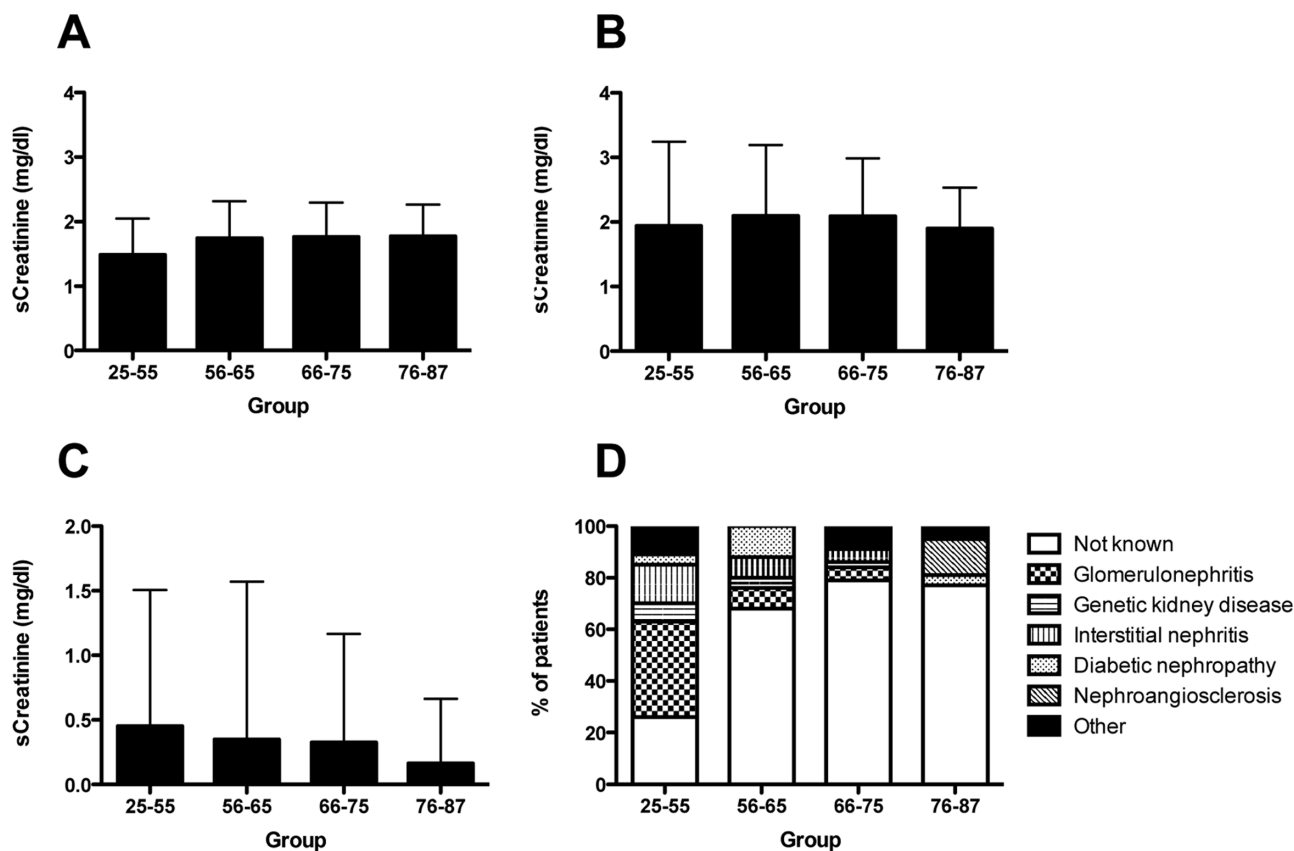 A
sCreatinine (mg/dl)
4
3
2
1
0
25-55 56-65 66-75 76-87
Group
B
sCreatinine (mg/dl)
4
3
2
1
0
25-55 56-65 66-75 76-87
Group
C
sCreatinine (mg/dl)
2.0
1.5
1.0
0.5
0.0
25-55 56-65 66-75 76-87
Group
D
% of patients
100
80
60
40
20
0
25-55 56-65 66-75 76-87
Group
Not known
Glomerulonephritis
Genetic kidney disease
Interstitial nephritis
Diabetic nephropathy
Nephroangiosclerosis
Other